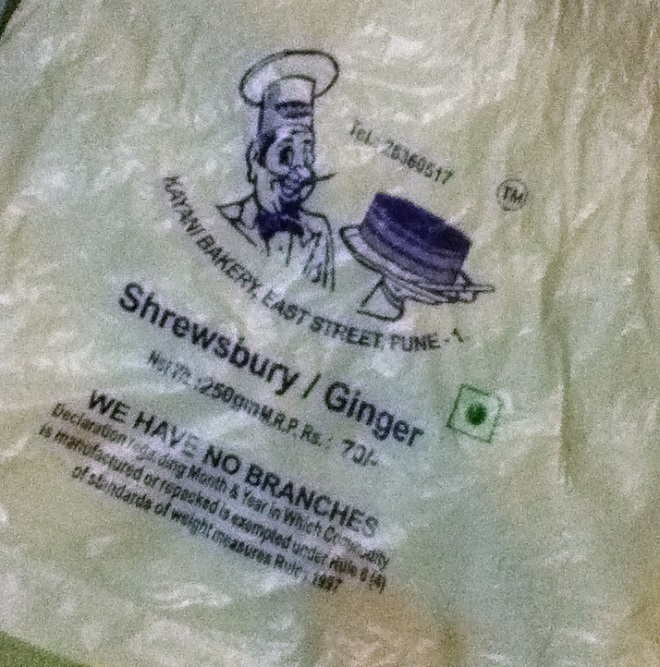 Tel.: 26360517
TM
KAYANI BAKERY, EAST STREET, PUNE - 1.
Shrewsbury / Ginger
Net Wt.:250gm M.R.P. Rs.: 70/-
WE HAVE NO BRANCHES
Declaration regarding Month & Year in Which Commodity
is manufactured or repacked is exempted under Rule 6 (4)
of standards of weight measures Rule, 1997